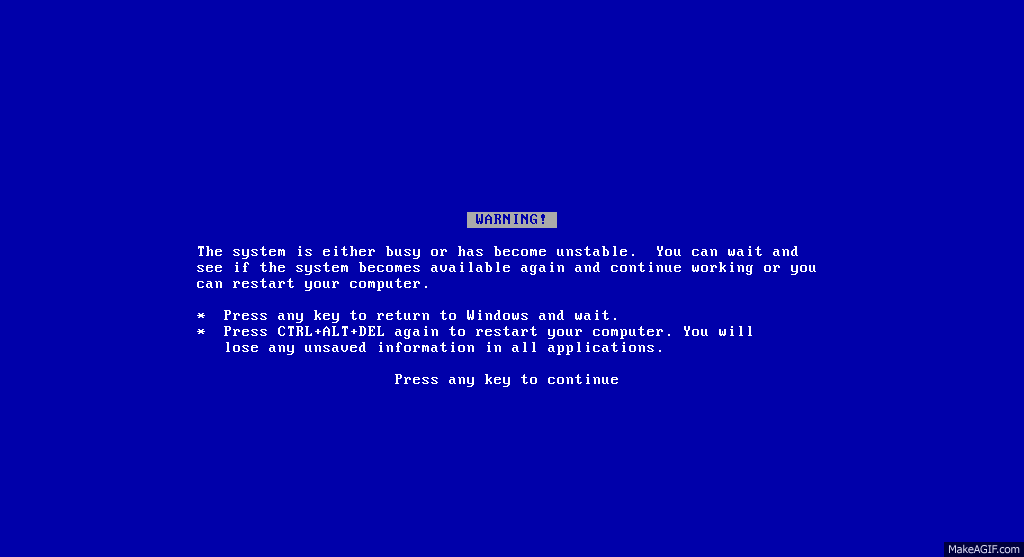 WARNING!
The system is either busy or has become unstable.  You can wait and
see if the system becomes available again and continue working or you
can restart your computer.
*  Press any key to return to Windows and wait.
*  Press CTRL+ALT+DEL again to restart your computer. You will
lose any unsaved information in all applications.
Press any key to continue
MakeAGIF.com